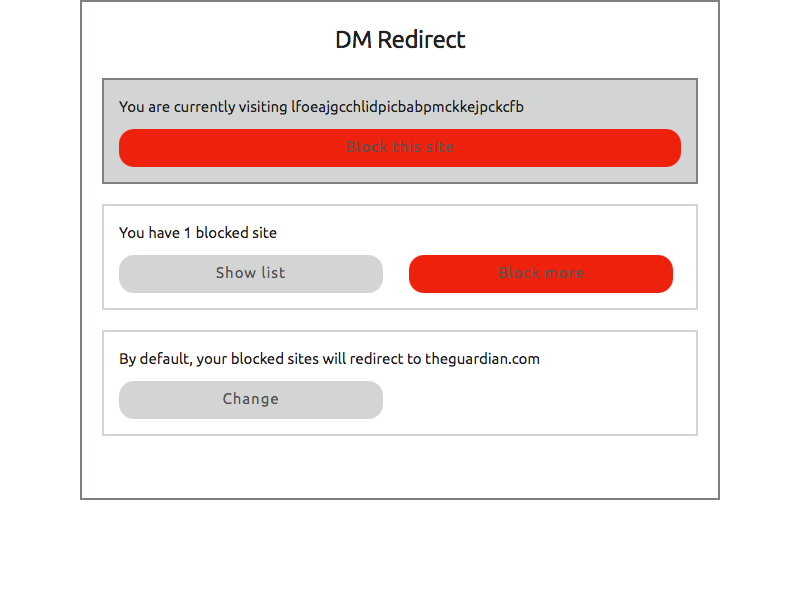 DM Redirect
You are currently visiting lfoeajgcchlidpicbabpmckkejpckcfb
Block this site
You have 1 blocked site
Show list
Block more
By default, your blocked sites will redirect to theguardian.com
Change